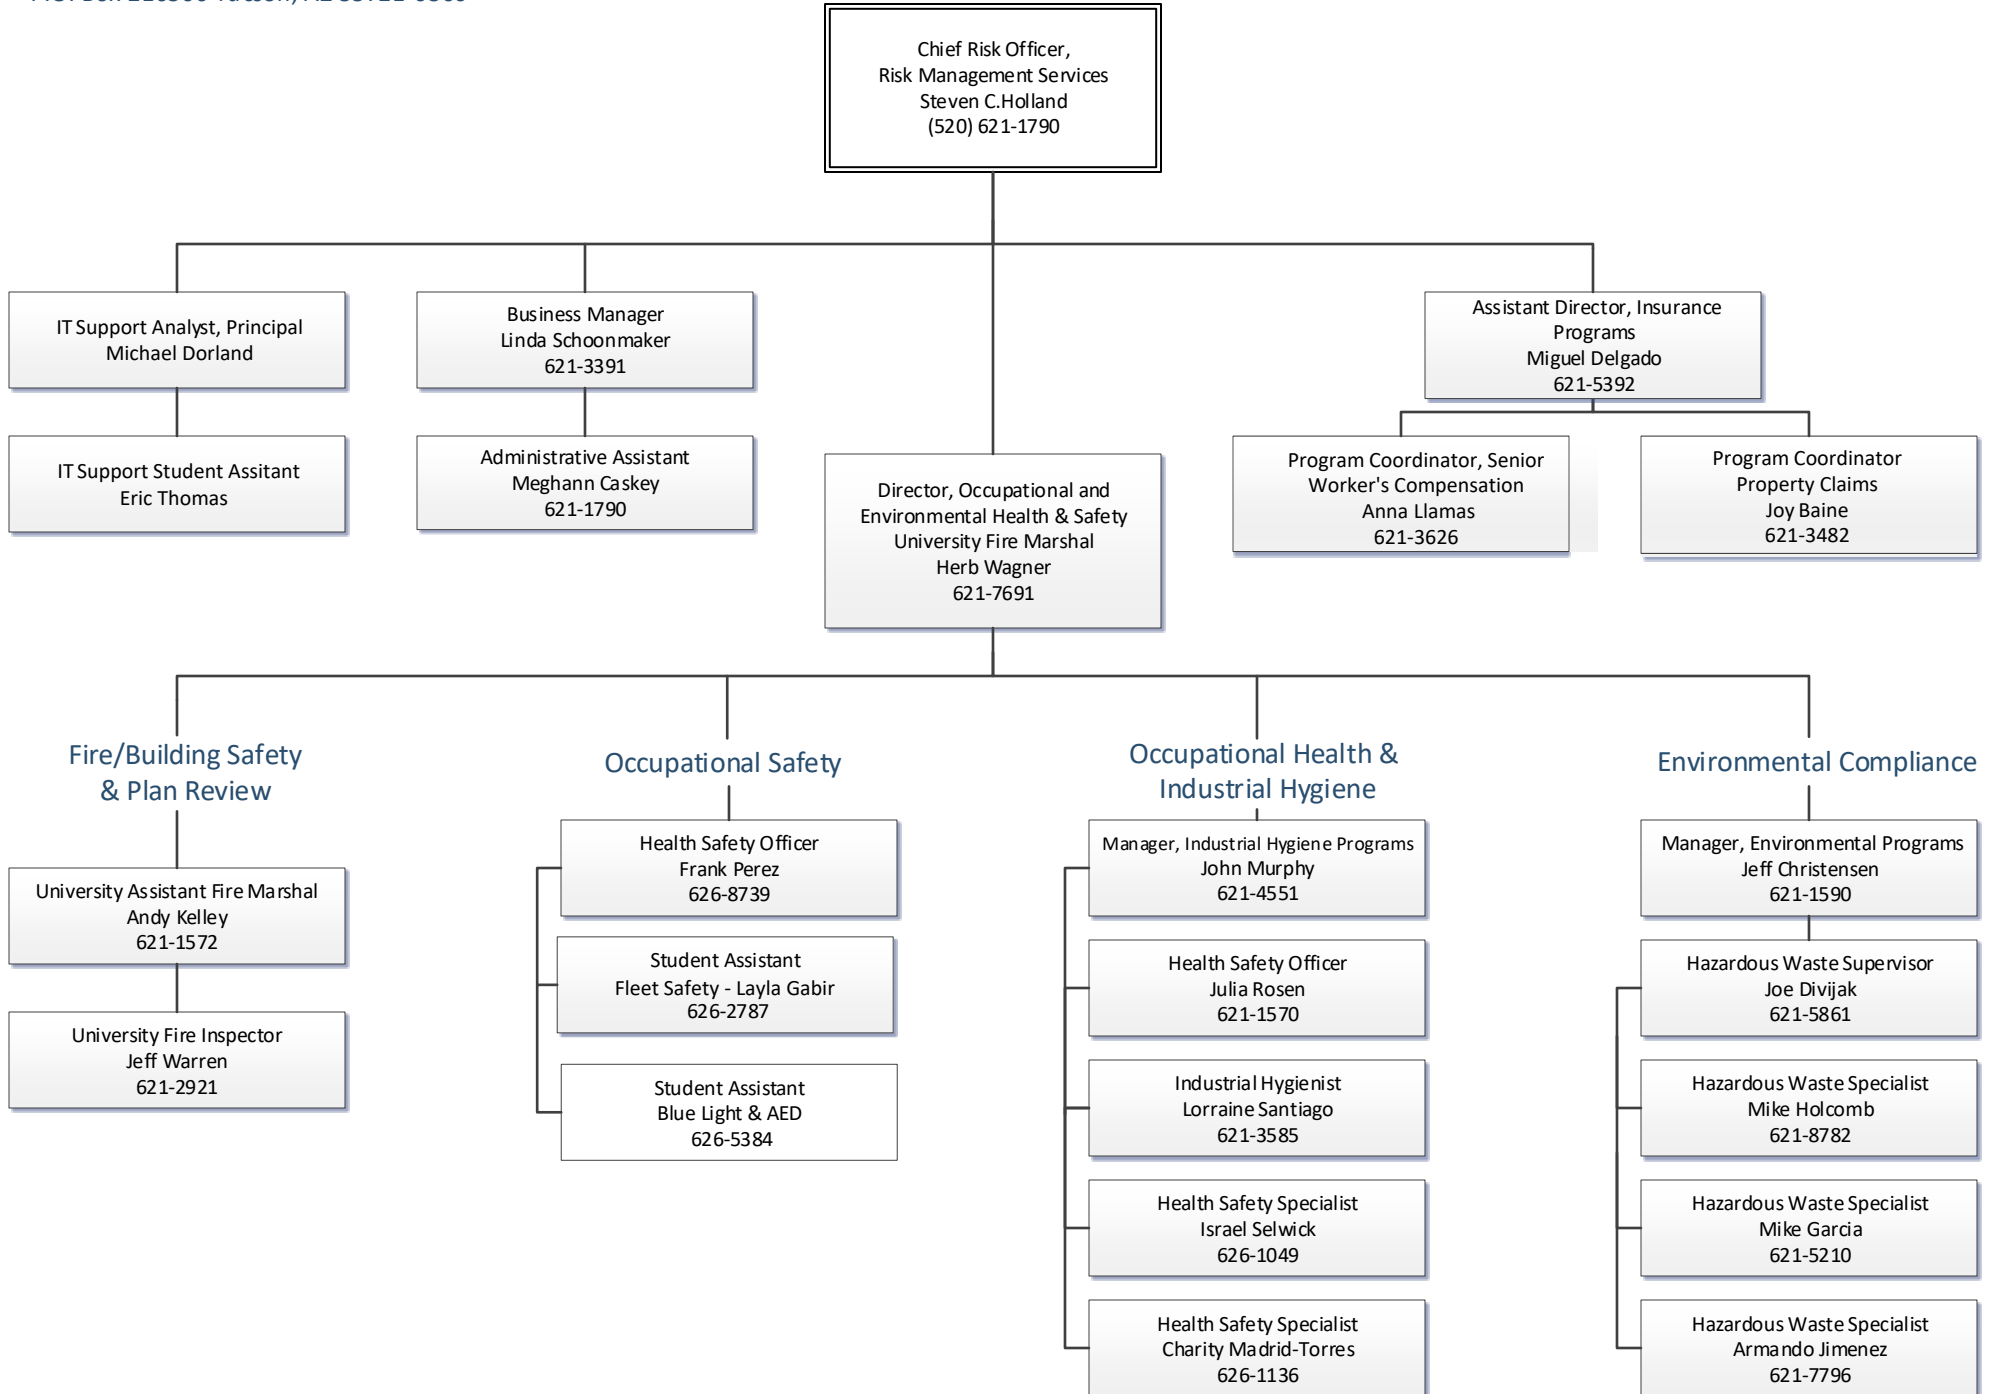 Chief Risk Officer,
Risk Management Services
Steven C.Holland
(520) 621-1790
IT Support Analyst, Principal
Michael Dorland
Business Manager
Linda Schoonmaker
621-3391
Assistant Director, Insurance
Programs
Miguel Delgado
621-5392
IT Support Student Assitant
Eric Thomas
Administrative Assistant
Meghann Caskey
621-1790
Director, Occupational and
Environmental Health & Safety
University Fire Marshal
Herb Wagner
621-7691
Program Coordinator, Senior
Worker's Compensation
Anna Llamas
621-3626
Program Coordinator
Property Claims
Joy Baine
621-3482
Fire/Building Safety
& Plan Review
University Assistant Fire Marshal
Andy Kelley
621-1572
University Fire Inspector
Jeff Warren
621-2921
Occupational Safety
Health Safety Officer
Frank Perez
626-8739
Student Assistant
Fleet Safety - Layla Gabir
626-2787
Student Assistant
Blue Light & AED
626-5384
Occupational Health &
Industrial Hygiene
Manager, Industrial Hygiene Programs
John Murphy
621-4551
Health Safety Officer
Julia Rosen
621-1570
Industrial Hygienist
Lorraine Santiago
621-3585
Health Safety Specialist
Israel Selwick
626-1049
Health Safety Specialist
Charity Madrid-Torres
626-1136
Environmental Compliance
Manager, Environmental Programs
Jeff Christensen
621-1590
Hazardous Waste Supervisor
Joe Divijak
621-5861
Hazardous Waste Specialist
Mike Holcomb
621-8782
Hazardous Waste Specialist
Mike Garcia
621-5210
Hazardous Waste Specialist
Armando Jimenez
621-7796